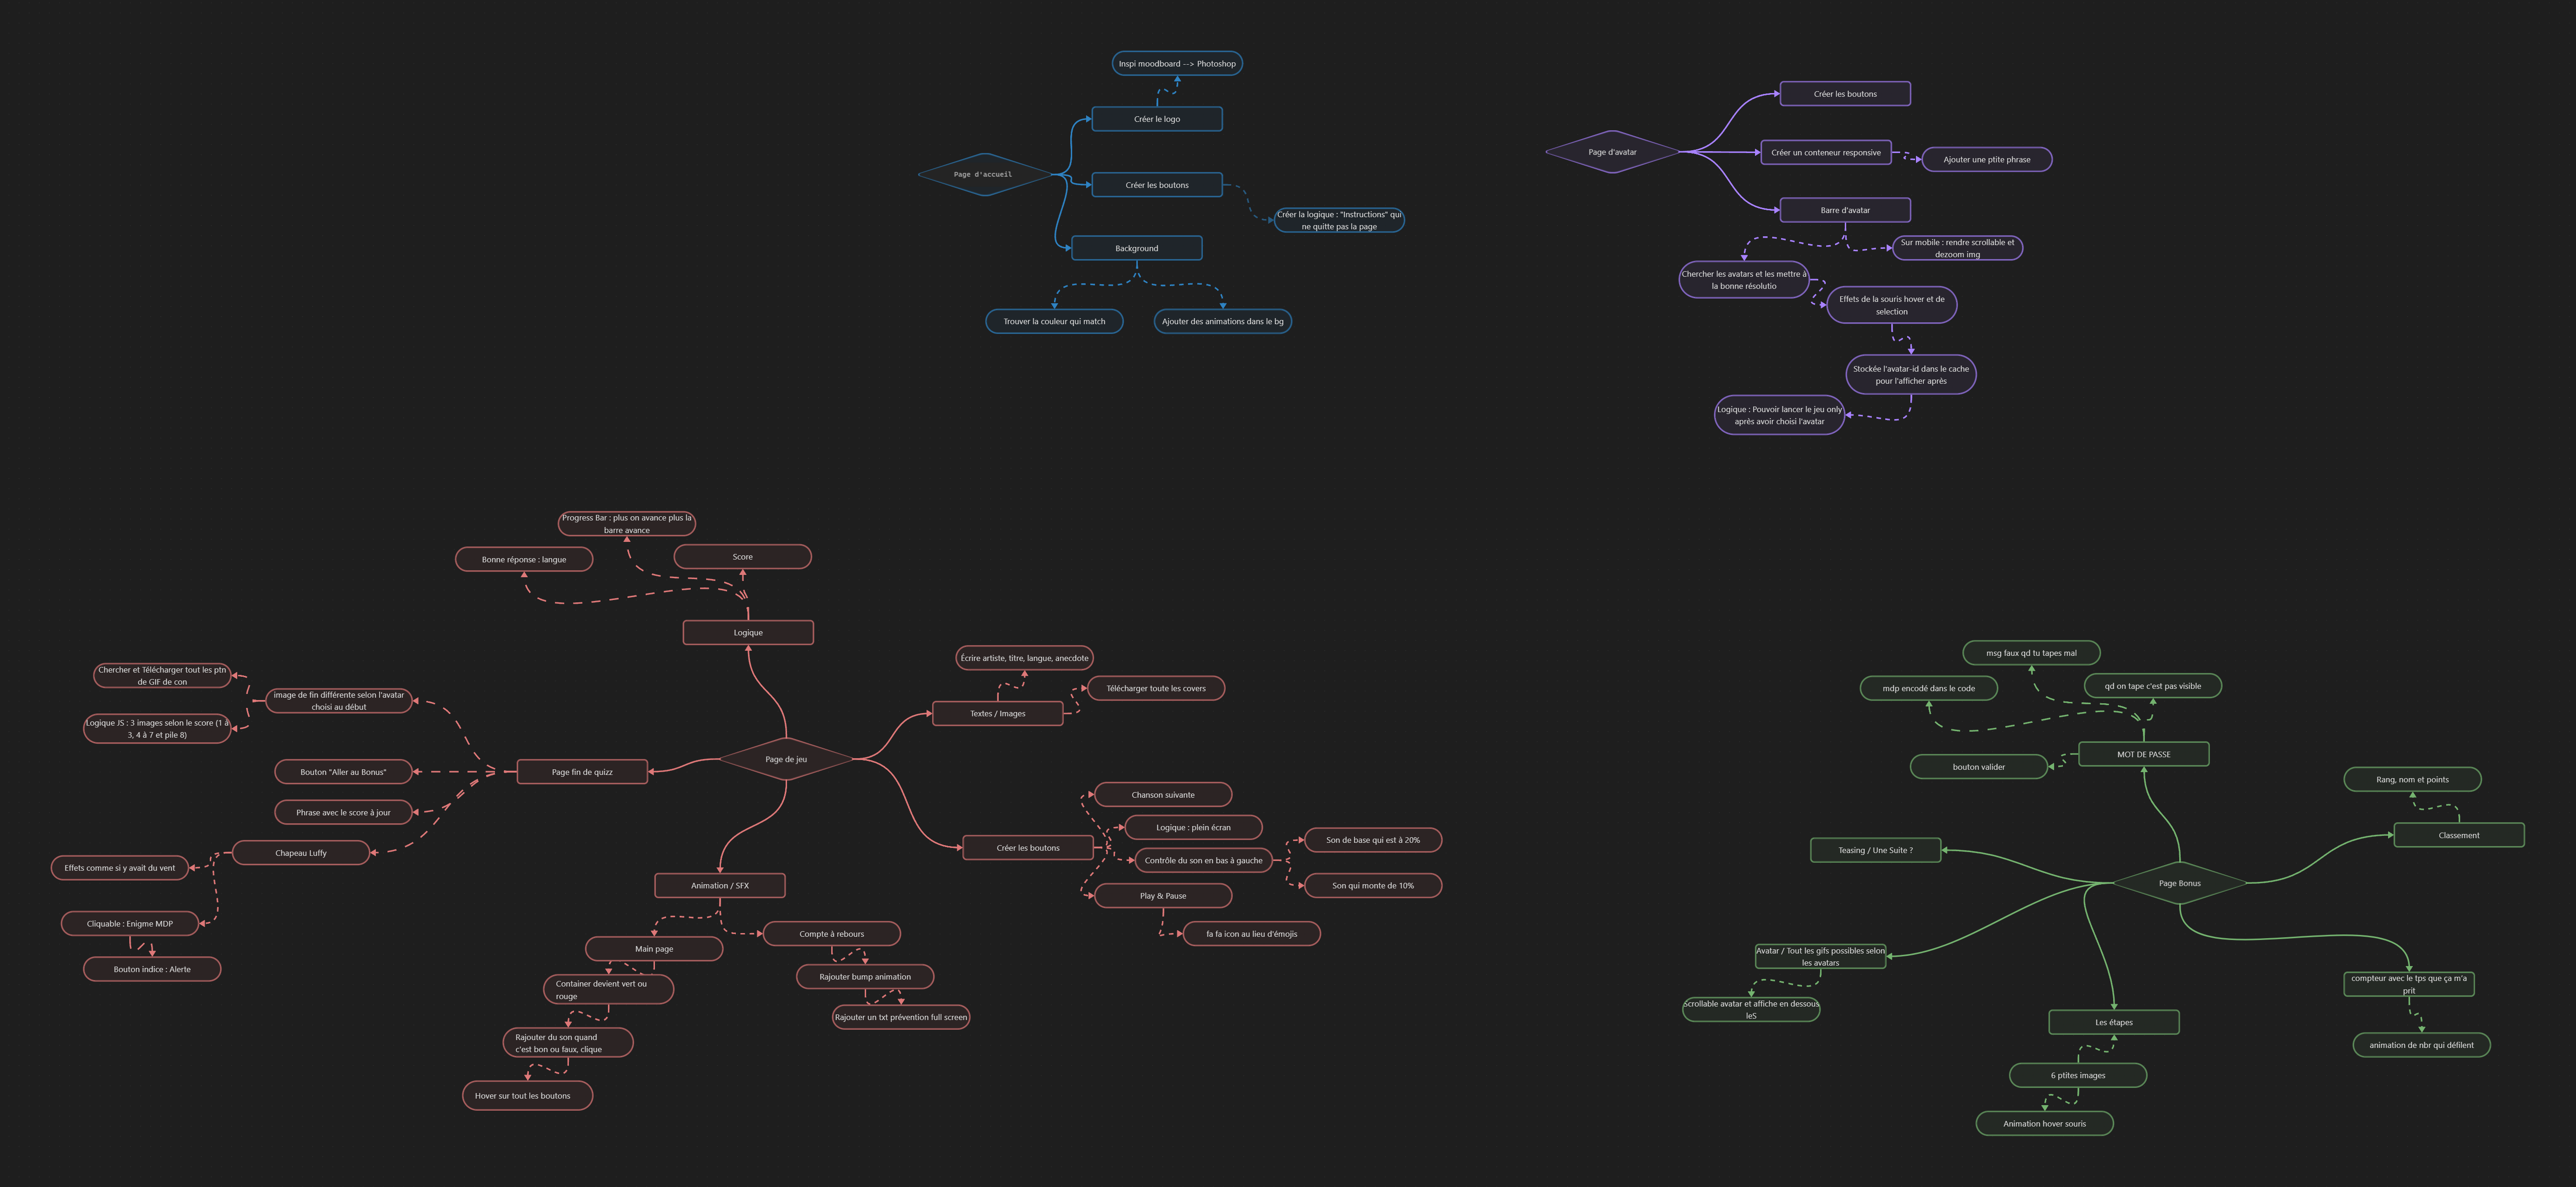 Inspi moodboard --> Photoshop
Créer le logo
Page d'accueil
Créer les boutons
Créer la logique : "Instructions" qui
ne quitte pas la page
Background
Trouver la couleur qui match
Ajouter des animations dans le bg
Créer les boutons
Page d'avatar
Créer un conteneur responsive
Ajouter une ptite phrase
Barre d'avatar
Sur mobile : rendre scrollable et
dezoom img
Chercher les avatars et les mettre à
la bonne résolutio
Effets de la souris hover et de
selection
Stockée l'avatar-id dans le cache
pour l'afficher après
Logique : Pouvoir lancer le jeu only
après avoir choisi l'avatar
Progress Bar : plus on avance plus la
barre avance
Bonne réponse : langue
Score
Logique
Écrire artiste, titre, langue, anecdote
Télécharger toute les covers
Textes / Images
Chercher et Télécharger tout les ptn
de GIF de con
image de fin différente selon l'avatar
choisi au début
Logique JS : 3 images selon le score (1 à
3, 4 à 7 et pile 8)
Page de jeu
Page fin de quizz
Bouton "Aller au Bonus"
Phrase avec le score à jour
Chapeau Luffy
Effets comme si y avait du vent
Cliquable : Enigme MDP
Bouton indice : Alerte
Chanson suivante
Logique : plein écran
Créer les boutons
Contrôle du son en bas à gauche
Son de base qui est à 20%
Son qui monte de 10%
Play & Pause
fa fa icon au lieu d'émojis
Animation / SFX
Main page
Compte à rebours
Container devient vert ou
rouge
Rajouter bump animation
Rajouter un txt prévention full screen
Rajouter du son quand
c'est bon ou faux, clique
Hover sur tout les boutons
msg faux qd tu tapes mal
mdp encodé dans le code
qd on tape c'est pas visible
MOT DE PASSE
bouton valider
Rang, nom et points
Classement
Teasing / Une Suite ?
Page Bonus
Avatar / Tout les gifs possibles selon
les avatars
Scrollable avatar et affiche en dessous
leS
compteur avec le tps que ça m'a
prit
animation de nbr qui défilent
Les étapes
6 ptites images
Animation hover souris